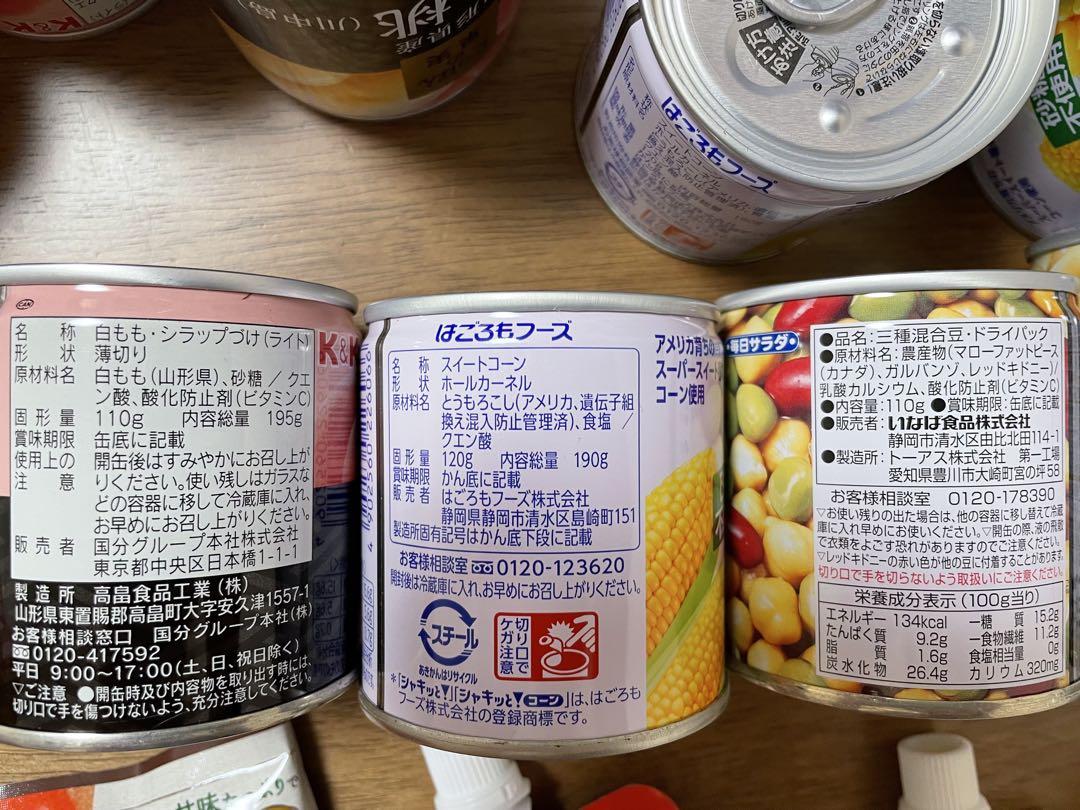 K&K
県産
桃(川中島
砂糖
不使用
あけ方
お注意
はごろもフーズ
CAN
名称 白もも・シラップづけ(ライト)
形状 薄切り
原材料名 白もも(山形県)、砂糖/クエ
ン酸、酸化防止剤(ビタミンC)
固形量 110g 内容総量 195g
賞味期限 缶底に記載
使用上の 開缶後はすみやかにお召し上が
注意 りください。使い残しはガラスな
どの容器に移して冷蔵庫に入れ、
お早めにお召し上がりください。
販売者 国分グループ本社株式会社
東京都中央区日本橋1-1-1
製造所 高畠食品工業(株)
山形県東置賜郡高畠町大字安久津1557-1
お客様相談窓口 国分グループ本社(株)
0120-417592
平日 9:00~17:00(土、日、祝日除く)
▽ご注意 ●開缶時及び内容物を取り出す時には、
切り口で手を傷つけないよう、充分注意してください。
K&K
はごろもフーズ
名称 スイートコーン
形状 ホールカーネル
原材料名 とうもろこし(アメリカ、遺伝子組
換え混入防止管理済)、食塩/
クエン酸
固形量 120g 内容総量 190g
賞味期限 かん底に記載
販売者 はごろもフーズ株式会社
静岡県静岡市清水区島崎町151
製造所固有記号はかん底下段に記載
お客様相談室 0120-123620
開封後は冷蔵庫に入れ、お早めにお召し上がりください。
スチール
あきかんはリサイクル
切り口で
ケガ注意
*「シャキッと!」「シャキッと!コーン」は、はごろも
フーズ株式会社の登録商標です。
アメリカ育ちの
スーパースイート
コーン使用
毎日サラダ
●品名:三種混合豆・ドライパック
●原材料名:農産物(マローファットピース
(カナダ)、ガルバンゾ、レッドキドニー)/
乳酸カルシウム、酸化防止剤(ビタミンC)
●内容量:110g ●賞味期限:缶底に記載
●販売者:いなば食品株式会社
静岡市清水区由比北田114-1
●製造所:トーアス株式会社 第一工場
愛知県豊川市大崎町宮の坪58
お客様相談室 0120-178390
▽お使い残りの出た場合は、他の容器に移し替えて冷蔵
庫に入れ早めにお使いください。▽開缶の際、液の飛散
で衣類をよごす恐れがありますのでご注意ください。
▽レッドキドニーの赤い色が他の豆に付着することがあります。
切り口で手を切らないよう取扱いにご注意ください。
栄養成分表示(100g当り)
エネルギー 134kcal
たんぱく質 9.2g
脂質 1.6g
炭水化物 26.4g
糖質 15.2g
食物繊維 11.2g
食塩相当量 0g
カリウム 320mg